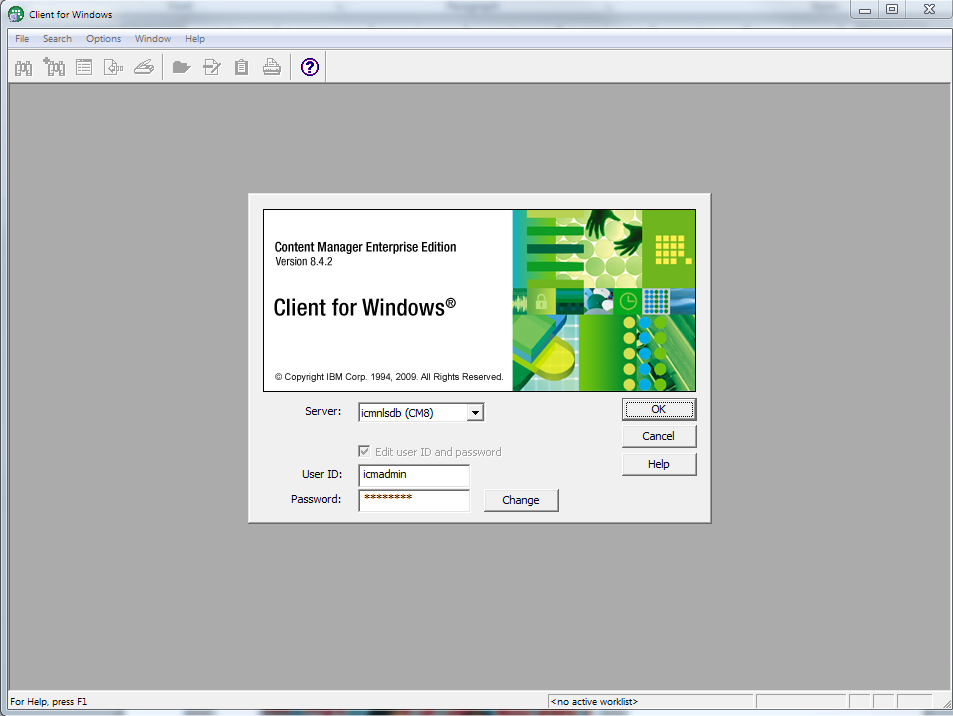 Client for Windows
File Search Options Window Help
Content Manager Enterprise Edition
Version 8.4.2
Client for Windows®
© Copyright IBM Corp. 1994, 2009. All Rights Reserved.
Server: icmnlsdb (CM8) OK
Cancel
Edit user ID and password
Help
User ID: icmadmin
Password: ******** Change
For Help, press F1 <no active worklist>